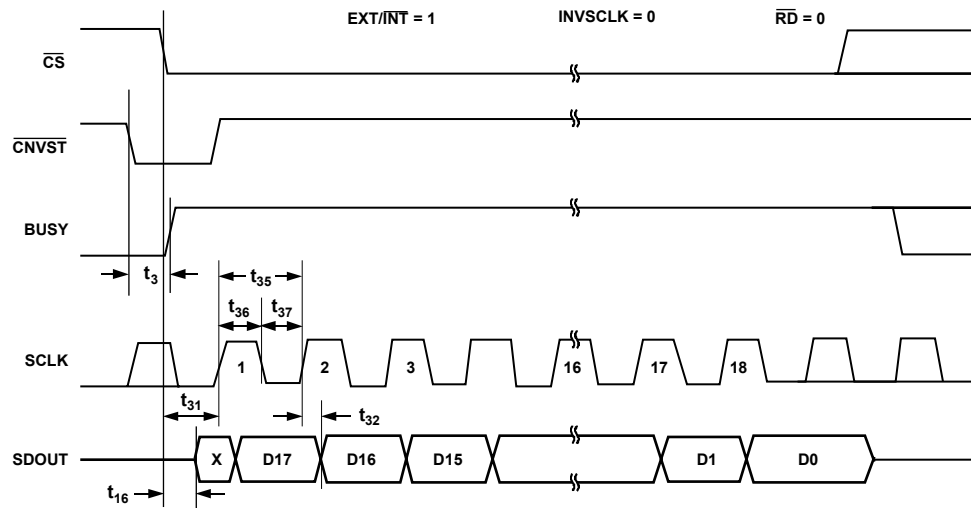 EXT/INT = 1 INVSCLK = 0 RD = 0
CS
CNVST
BUSY
t3 t35
t36 t37
SCLK 1 2 3 16 17 18
t31 t32
SDOUT X D17 D16 D15 D1 D0
t16